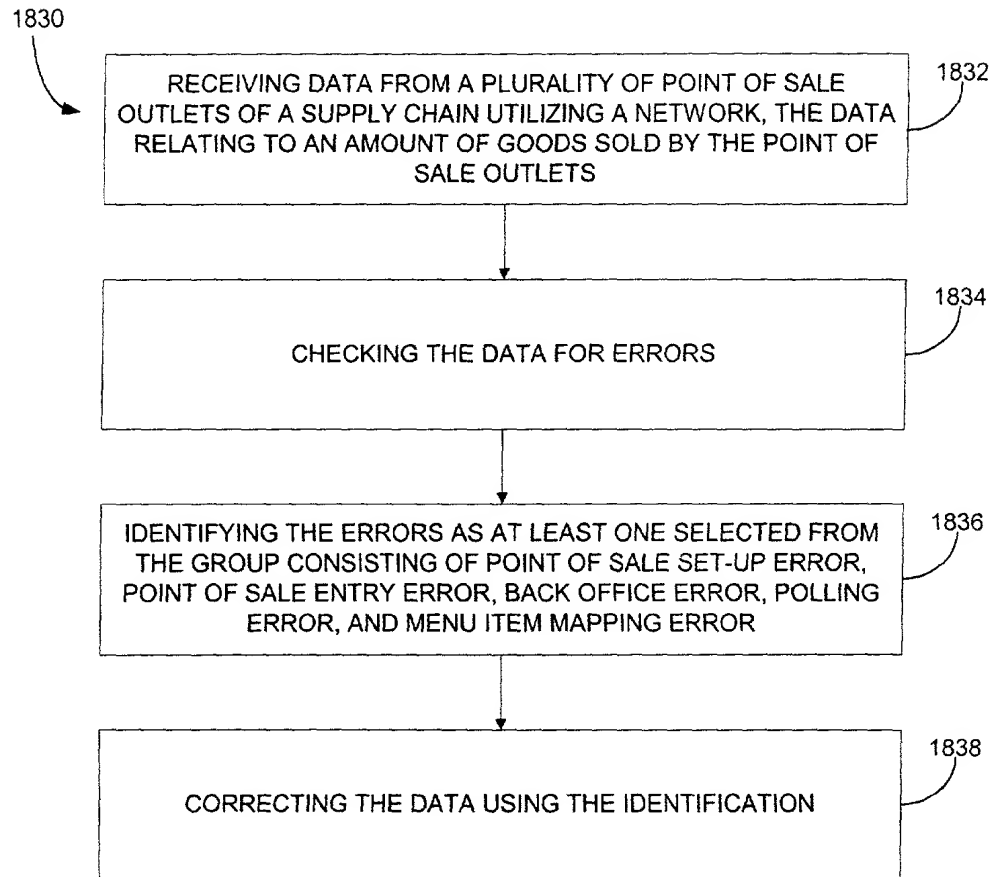 1830
RECEIVING DATA FROM A PLURALITY OF POINT OF SALE
OUTLETS OF A SUPPLY CHAIN UTILIZING A NETWORK, THE DATA
RELATING TO AN AMOUNT OF GOODS SOLD BY THE POINT OF
SALE OUTLETS
1832
CHECKING THE DATA FOR ERRORS
1834
IDENTIFYING THE ERRORS AS AT LEAST ONE SELECTED FROM
THE GROUP CONSISTING OF POINT OF SALE SET-UP ERROR,
POINT OF SALE ENTRY ERROR, BACK OFFICE ERROR, POLLING
ERROR, AND MENU ITEM MAPPING ERROR
1836
CORRECTING THE DATA USING THE IDENTIFICATION
1838